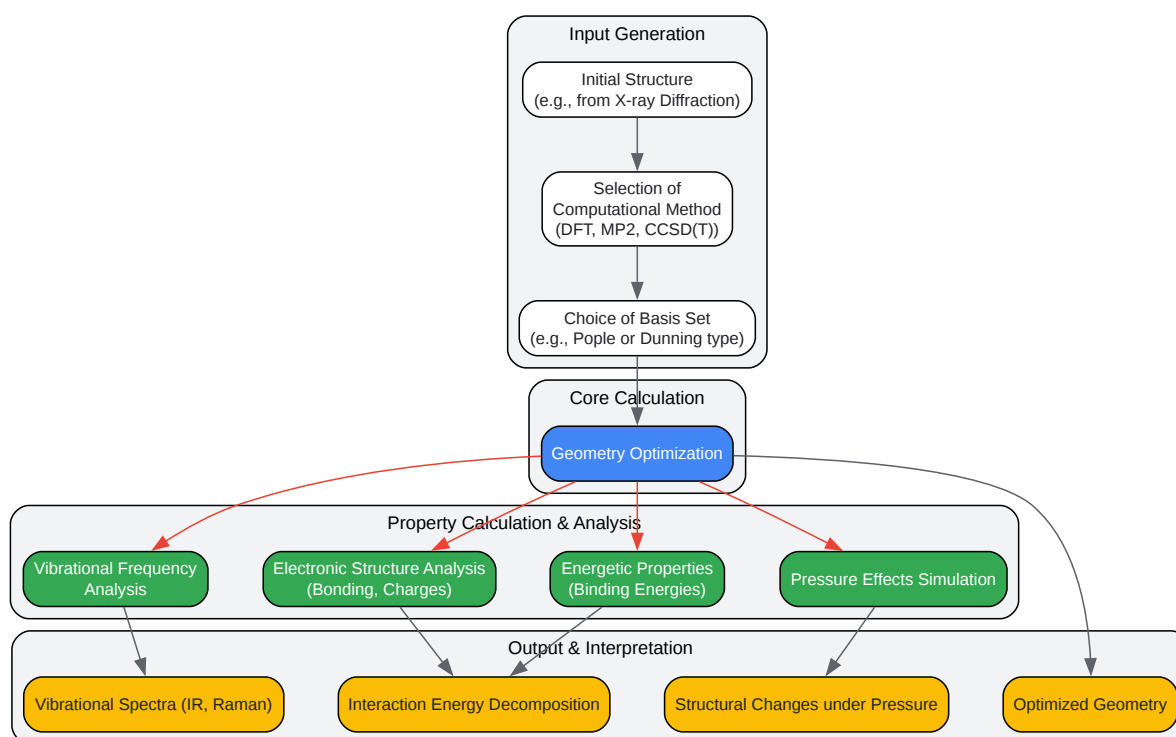 Input Generation
Initial Structure
(e.g., from X-ray Diffraction)
Selection of
Computational Method
(DFT, MP2, CCSD(T))
Choice of Basis Set
(e.g., Pople or Dunning type)
Core Calculation
Geometry Optimization
Property Calculation & Analysis
Vibrational Frequency
Analysis
Electronic Structure Analysis
(Bonding, Charges)
Energetic Properties
(Binding Energies)
Pressure Effects Simulation
Output & Interpretation
Vibrational Spectra (IR, Raman)
Interaction Energy Decomposition
Structural Changes under Pressure
Optimized Geometry